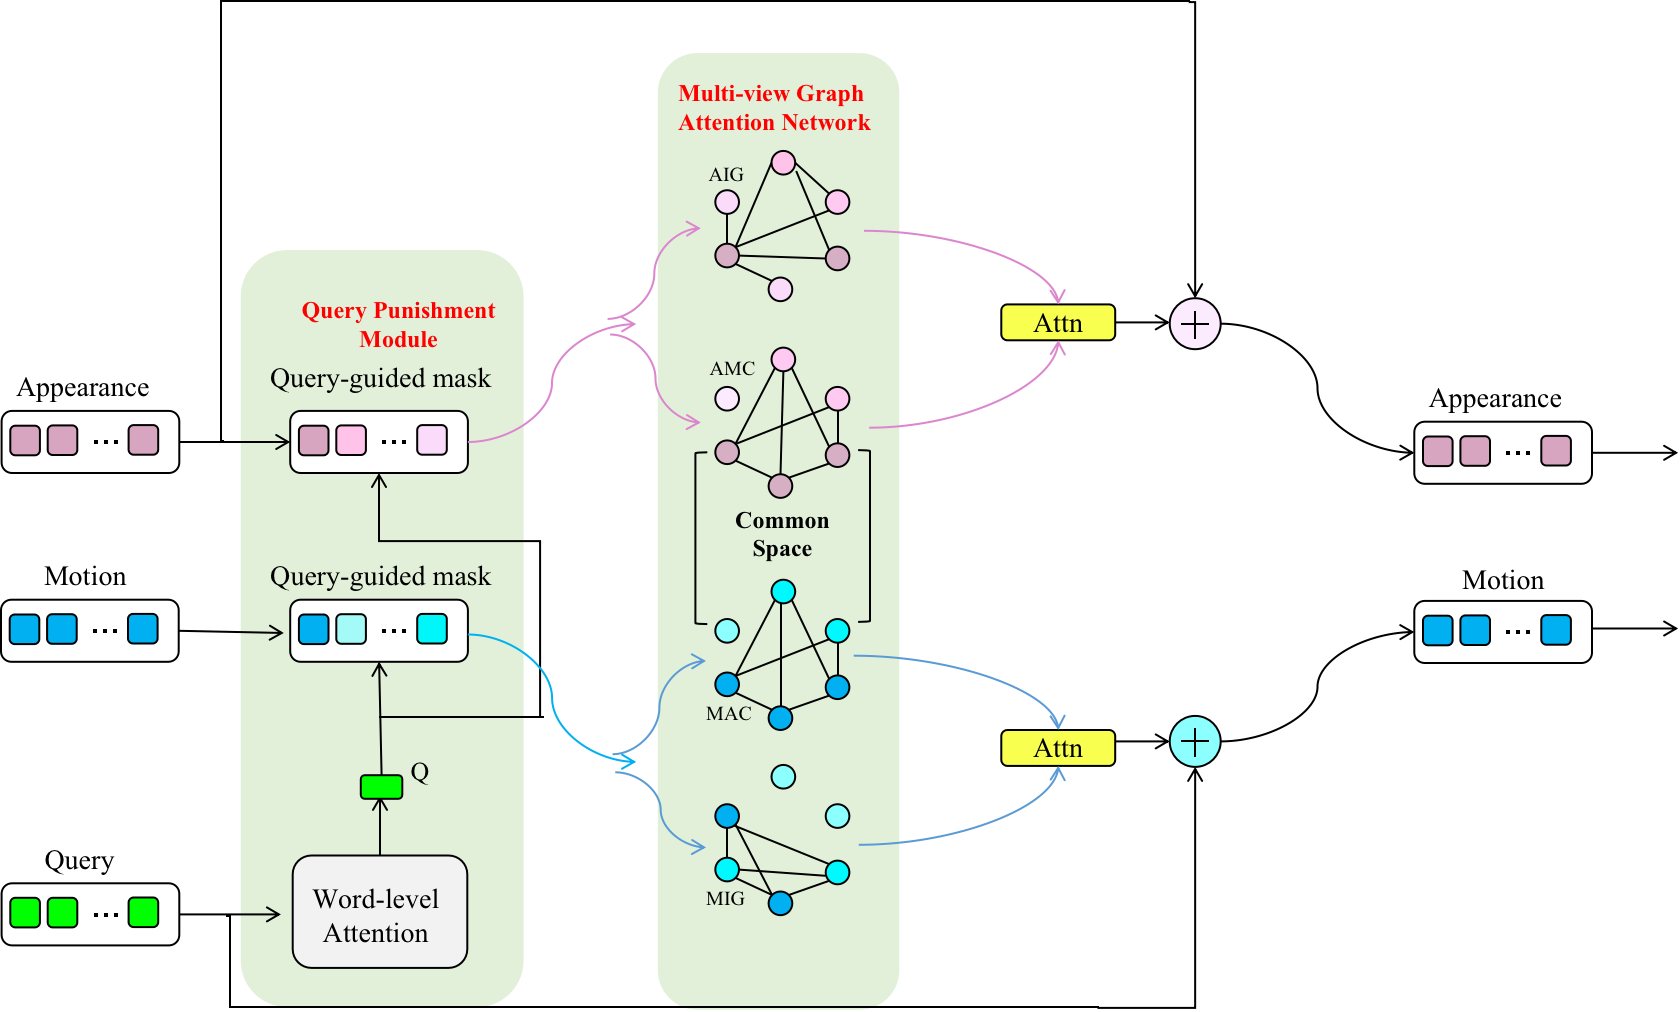 Multi-view Graph
Attention Network
AIG
Query Punishment
Module
Query-guided mask
Appearance
AMC
Attn
Appearance
Common
Space
Motion
Query-guided mask
Motion
MAC
Attn
Q
MIG
Query
Word-level
Attention